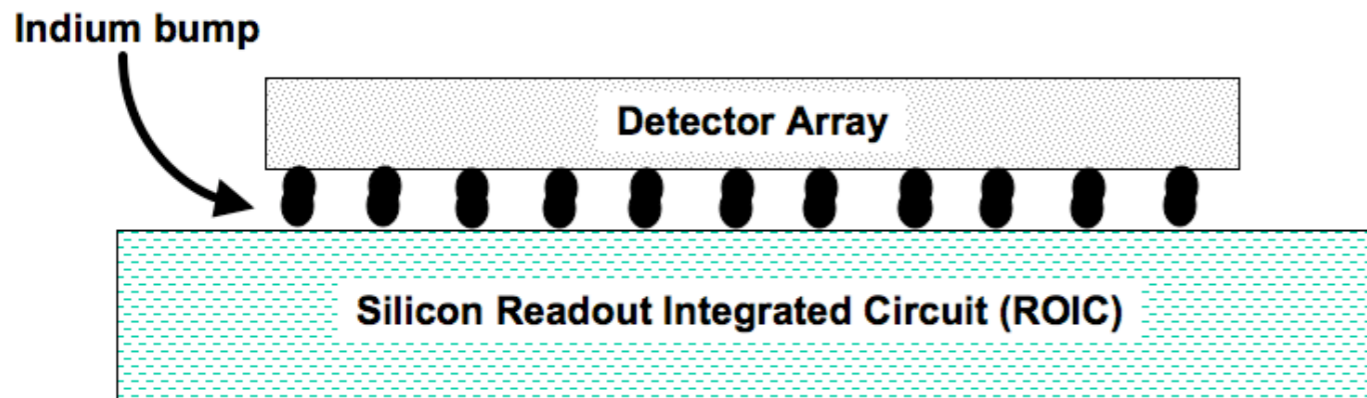 Indium bump
Detector Array
Silicon Readout Integrated Circuit (ROIC)